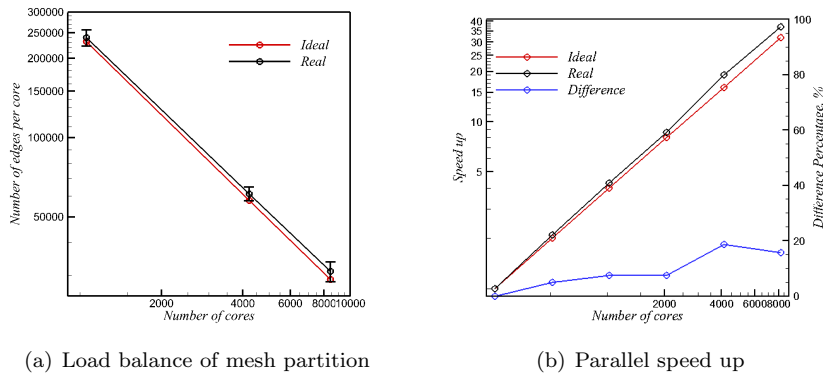 300000
250000
200000
150000
100000
50000
Number of edges per core
Ideal
Real
2000
4000
6000
8000
10000
Number of cores
(a) Load balance of mesh partition
40
35
30
25
20
15
10
5
Speed up
Ideal
Real
Difference
100
80
60
40
20
0
Difference Percentage, %
2000
4000
6000
8000
Number of cores
(b) Parallel speed up